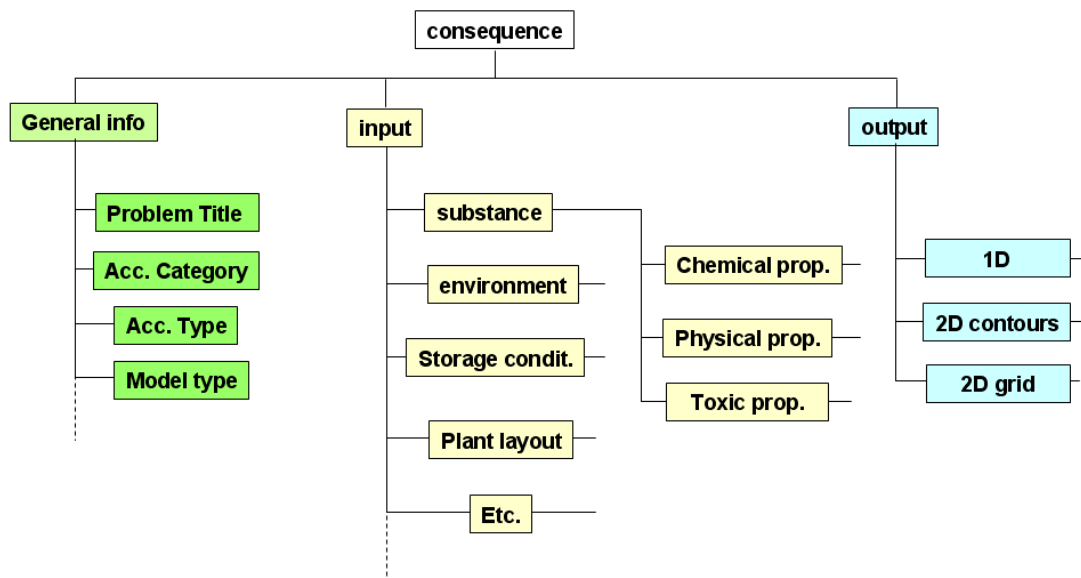 consequence
General info
input
output
Problem Title
substance
Acc. Category
Chemical prop.
1D
environment
Acc. Type
2D contours
Physical prop.
Storage condit.
Model type
2D grid
Toxic prop.
Plant layout
Etc.